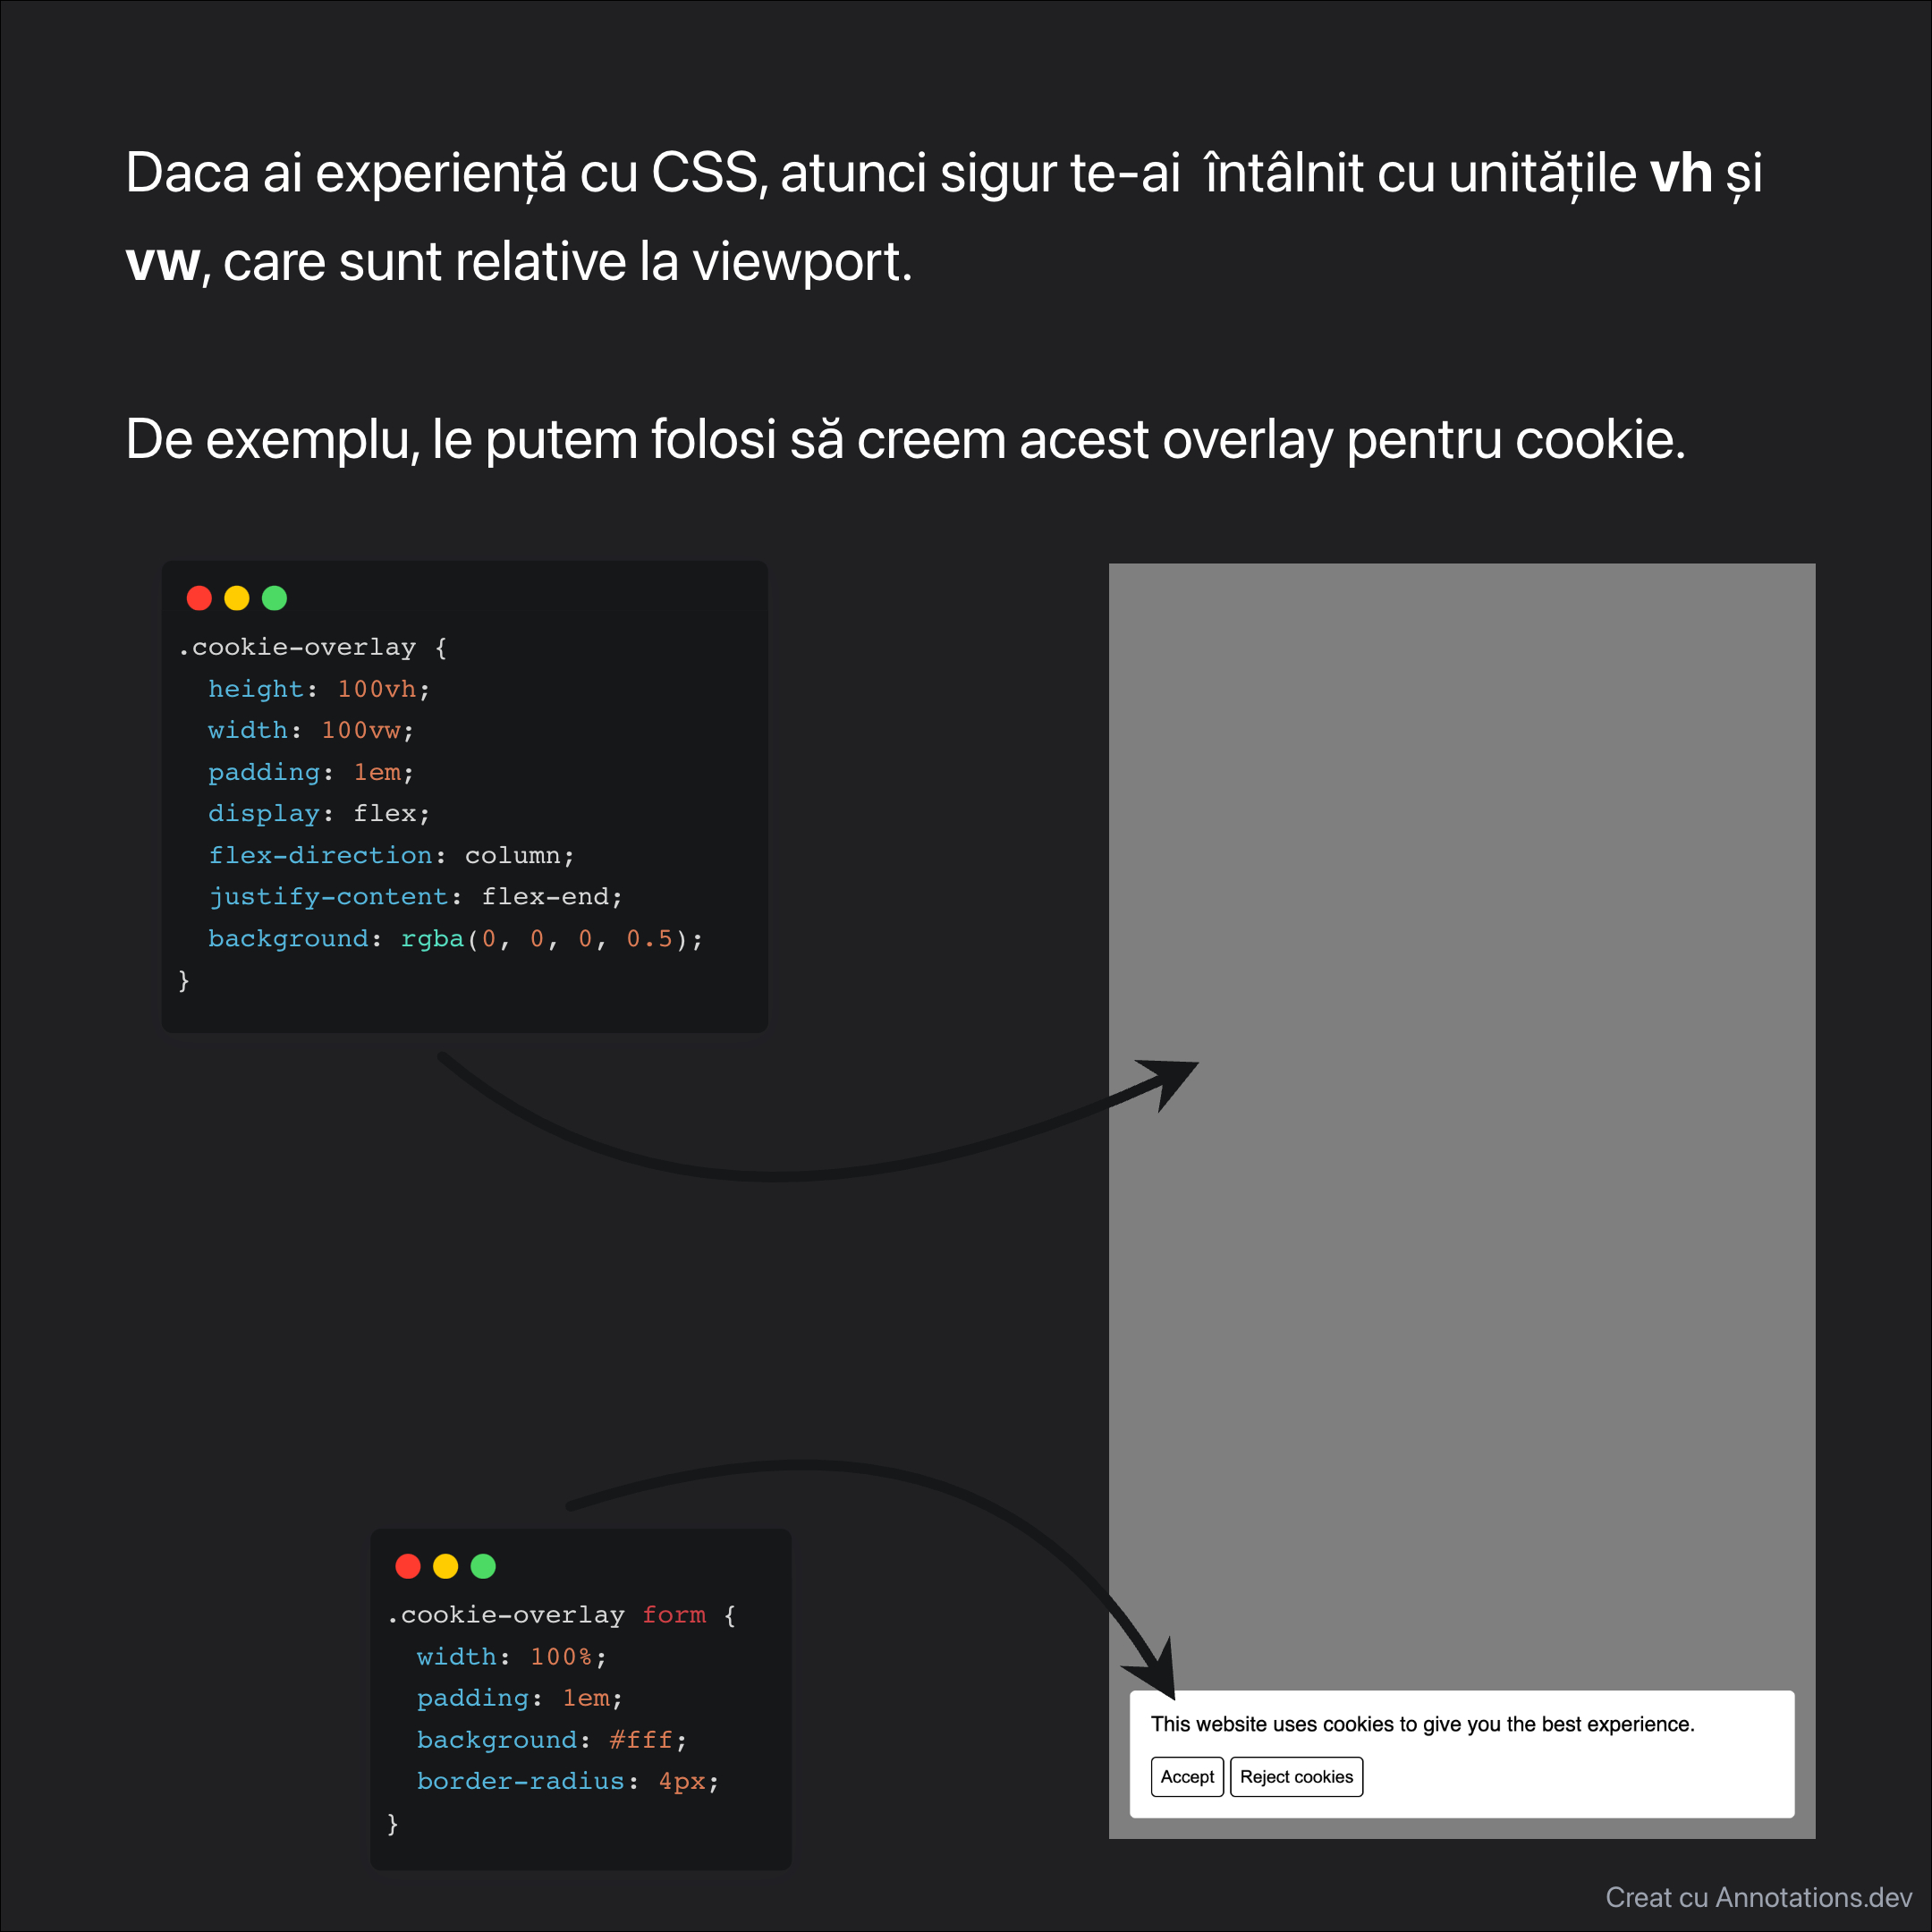 Daca ai experiență cu CSS, atunci sigur te-ai  întâlnit cu unitățile vh și
vw, care sunt relative la viewport.
De exemplu, le putem folosi să creem acest overlay pentru cookie.
.cookie-overlay {
  height: 100vh;
  width: 100vw;
  padding: 1em;
  display: flex;
  flex-direction: column;
  justify-content: flex-end;
  background: rgba(0, 0, 0, 0.5);
}
.cookie-overlay form {
  width: 100%;
  padding: 1em;
  background: #fff;
  border-radius: 4px;
}
This website uses cookies to give you the best experience.
Accept Reject cookies
Creat cu Annotations.dev